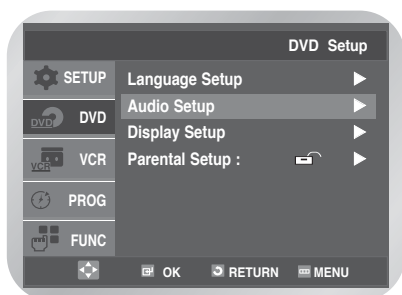 DVD Setup
SETUP
DVD
DVD
VCR
VCR
PROG
FUNC
Language Setup
Audio Setup
Display Setup
Parental Setup :
OK RETURN MENU